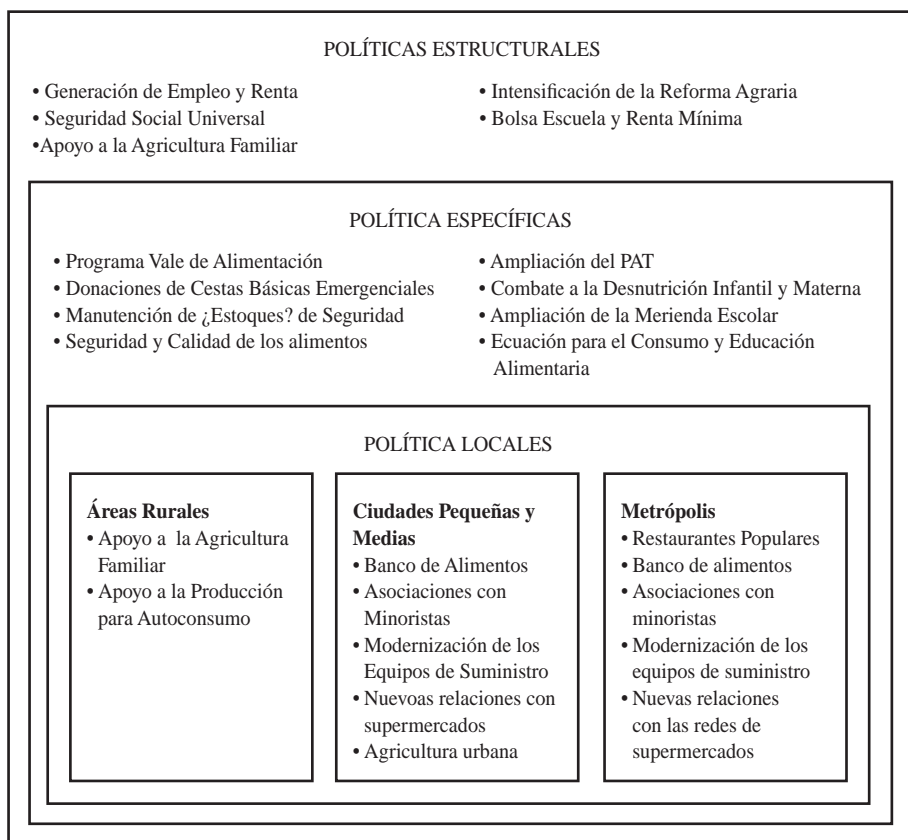 POLÍTICAS ESTRUCTURALES
• Generación de Empleo y Renta
• Seguridad Social Universal
•Apoyo a la Agricultura Familiar
• Intensificación de la Reforma Agraria
• Bolsa Escuela y Renta Mínima
POLÍTICA ESPECÍFICAS
• Programa Vale de Alimentación
• Donaciones de Cestas Básicas Emergenciales
• Manutención de ¿Estoques? de Seguridad
• Seguridad y Calidad de los alimentos
• Ampliación del PAT
• Combate a la Desnutrición Infantil y Materna
• Ampliación de la Merienda Escolar
• Ecuación para el Consumo y Educación
Alimentaria
POLÍTICA LOCALES
Áreas Rurales
• Apoyo a la Agricultura
Familiar
• Apoyo a la Producción
para Autoconsumo
Ciudades Pequeñas y
Medias
• Banco de Alimentos
• Asociaciones con
Minoristas
• Modernización de los
Equipos de Suministro
• Nuevoas relaciones con
supermercados
• Agricultura urbana
Metrópolis
• Restaurantes Populares
• Banco de alimentos
• Asociaciones con
minoristas
• Modernización de los
equipos de suministro
• Nuevas relaciones
con las redes de
supermercados